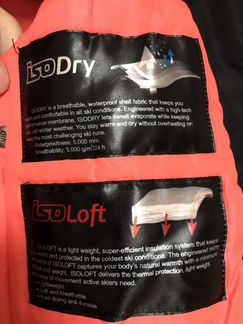 isoDry
ISODRY is a breathable, waterproof shell fabric that keeps you
and comfortable in all ski conditions. Engineered with a high-tech
membrane, ISODRY lets sweat evaporate while keeping
winter weather. You stay warm and dry without overheating on
the most challenging ski runs.
Waterproofness: 5.000 mm
Breathability: 5.000 g/m²/24 h
isoLoft
ISOLOFT is a light weight, super-efficient insulation system that keeps
warm and protected in the coldest ski conditions. The engineered
of ISOLOFT captures your body's natural warmth with a minimum
and weight. ISOLOFT delivers the thermal protection, light weight
of movement active skiers need.
• Lightweight,
• Soft and breathable
drying and durable